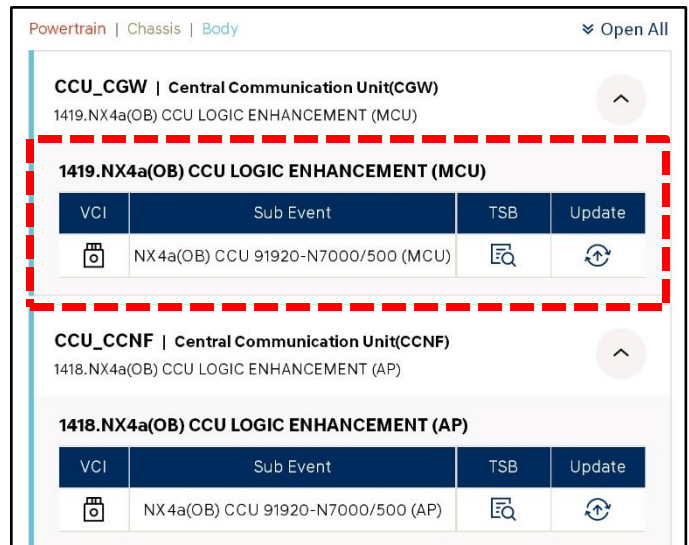 Powertrain | Chassis | Body
Open All
CCU_CGW | Central Communication Unit(CGW)
1419.NX4a(OB) CCU LOGIC ENHANCEMENT (MCU)
1419.NX4a(OB) CCU LOGIC ENHANCEMENT (MCU)
VCI Sub Event TSB Update
NX4a(OB) CCU 91920-N7000/500 (MCU)
CCU_CCNF | Central Communication Unit(CCNF)
1418.NX4a(OB) CCU LOGIC ENHANCEMENT (AP)
1418.NX4a(OB) CCU LOGIC ENHANCEMENT (AP)
VCI Sub Event TSB Update
NX4a(OB) CCU 91920-N7000/500 (AP)